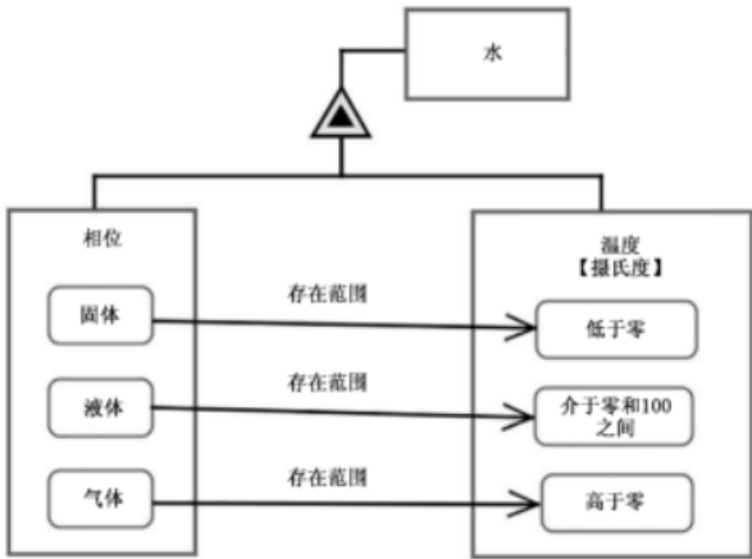 水
相位
温度
【摄氏度】
固体
存在范围
低于零
液体
存在范围
介于零和100
之间
气体
存在范围
高于零